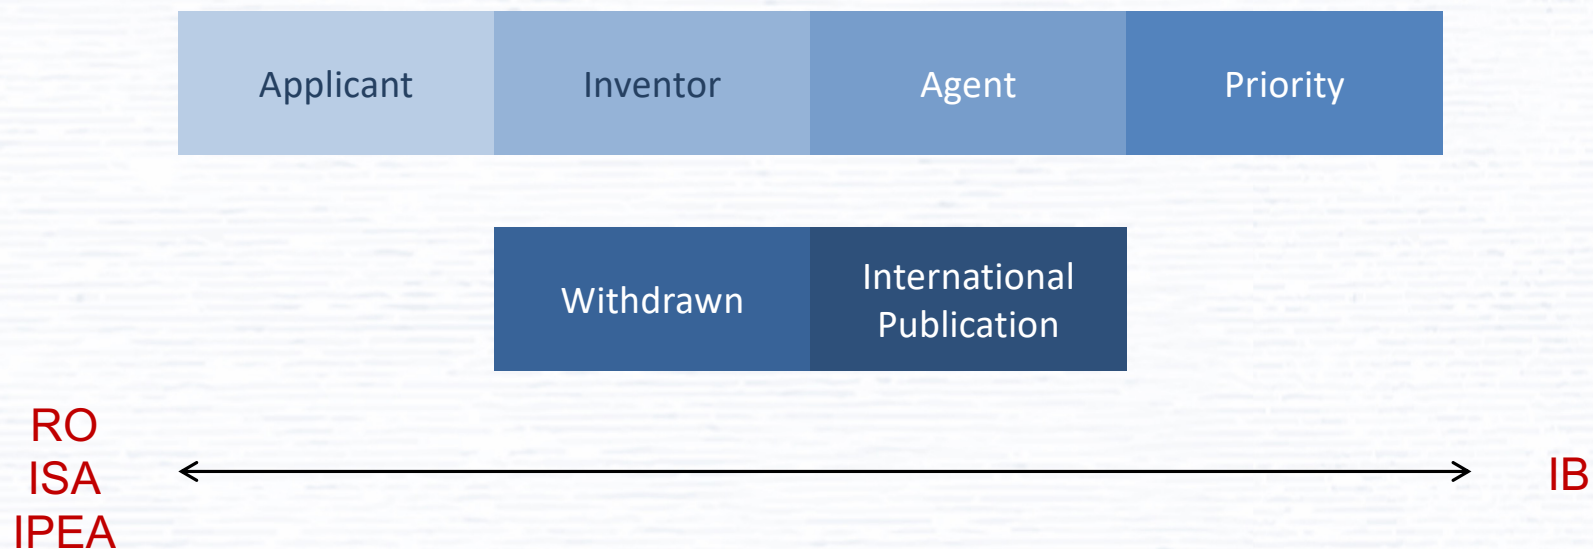 Applicant
Inventor
Agent
Priority
Withdrawn
International
Publication
RO
ISA
IPEA
IB